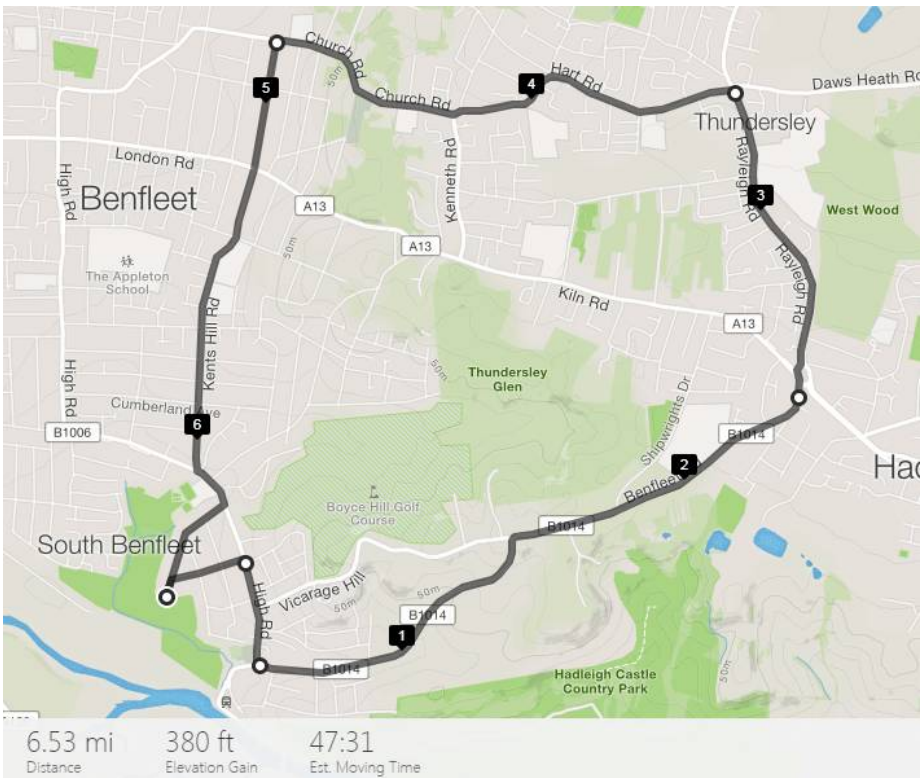 Church Rd
50m
5
4
Hart Rd
Daws Heath Rd
Church Rd
Thundersley
London Rd
High Rd
Benfleet
Kenneth Rd
Rayleigh Rd
3
A13
West Wood
50m
A13
The Appleton
School
Rayleigh Rd
Kiln Rd
A13
Kents Hill Rd
High Rd
50m
Thundersley
Glen
Cumberland Ave
6
B1006
Shipwrights Dr
B1014
2
Benfleet
Had
Boyce Hill Golf
Course
B1014
South Benfleet
Vicarage Hill
50m
50m
High Rd
1
B1014
B1014
Hadleigh Castle
Country Park
50m
6.53 mi
380 ft
47:31
Distance
Elevation Gain
Est. Moving Time